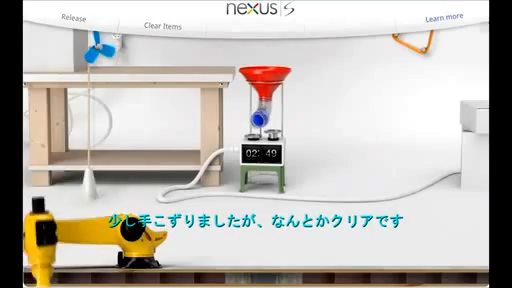 nexus S
Release
Clear Items
Learn more
02 49
少し手こずりましたが、なんとかクリアです